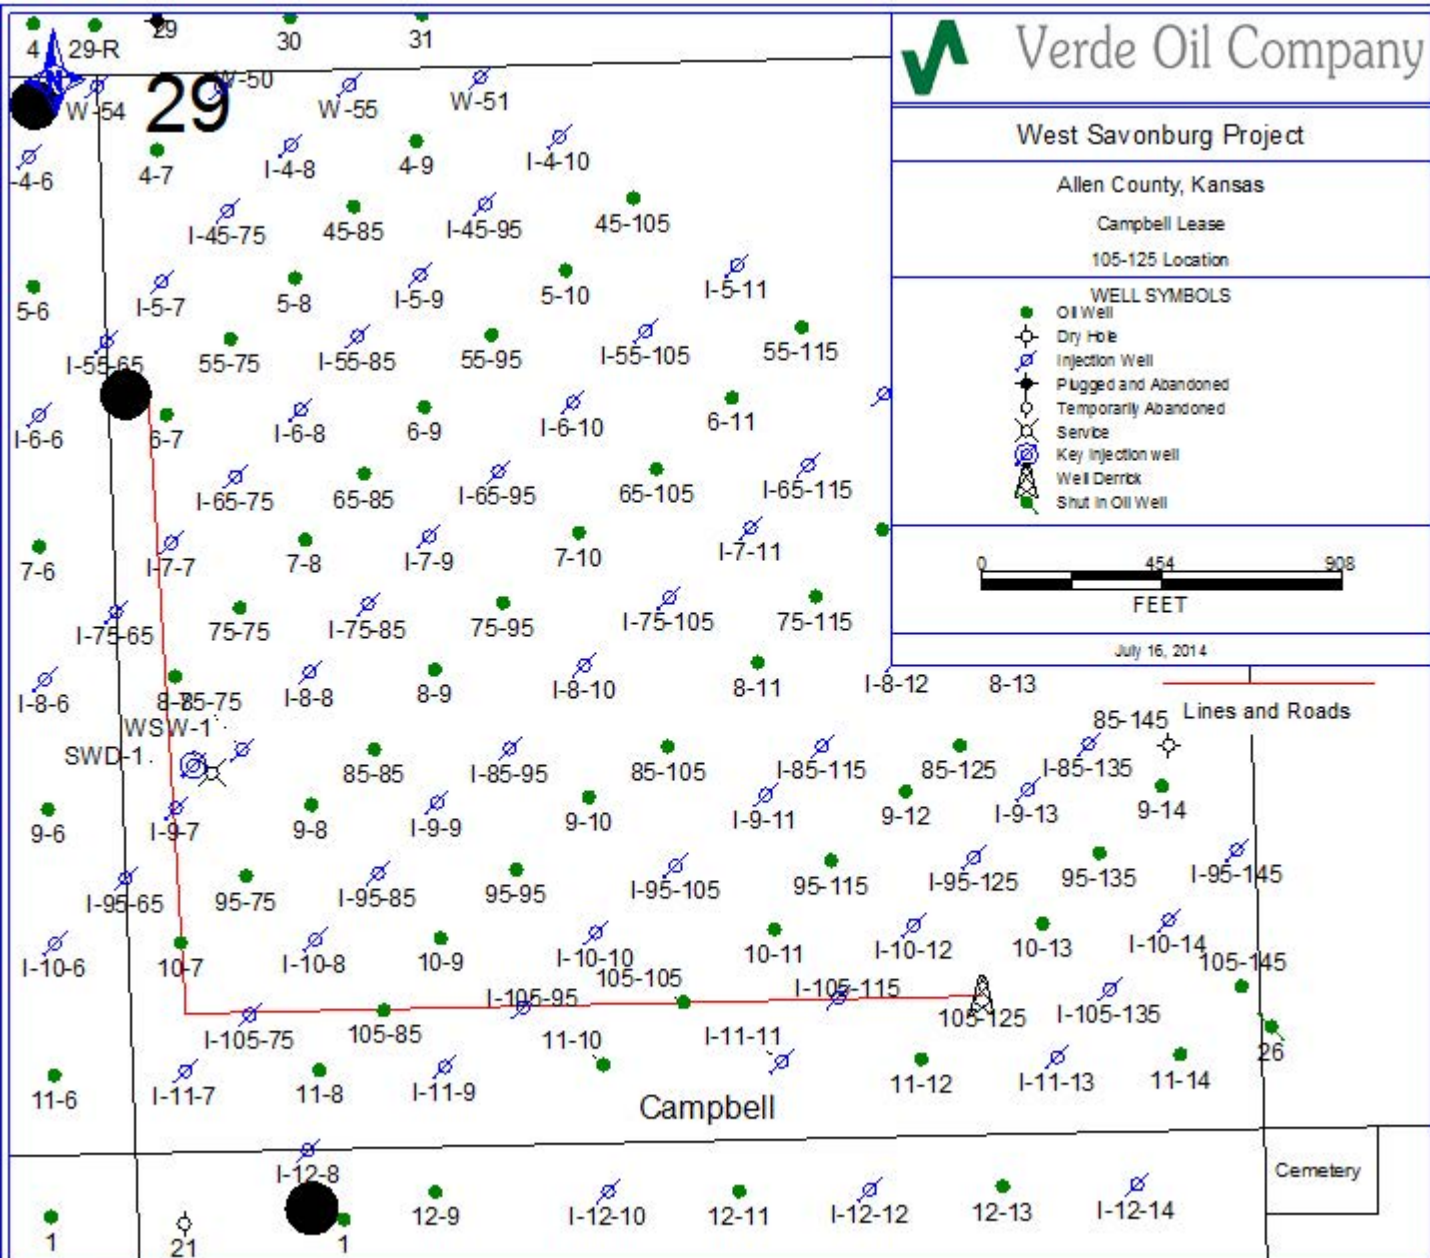 29
4
29-R
30
31
Verde Oil Company
W-54
29
W-50
W-55
W-51
West Savonburg Project
-4-6
4-7
I-4-8
4-9
I-4-10
Allen County, Kansas
Campbell Lease
105-125 Location
I-45-75
45-85
I-45-95
45-105
WELL SYMBOLS
Oil Well
Dry Hole
Injection Well
Plugged and Abandoned
Temporarily Abandoned
Service
Key Injection well
Well Derrick
Shut In Oil Well
5-6
I-5-7
5-8
I-5-9
5-10
I-5-11
I-55-65
55-75
I-55-85
55-95
I-55-105
55-115
I-6-6
6-7
I-6-8
6-9
I-6-10
6-11
I-65-75
65-85
I-65-95
65-105
I-65-115
7-6
I-7-7
7-8
I-7-9
7-10
I-7-11
0 454 908
FEET
I-75-65
75-75
I-75-85
75-95
I-75-105
75-115
July 16, 2014
I-8-6
8-7
85-75
I-8-8
8-9
I-8-10
8-11
I-8-12
8-13
Lines and Roads
WSW-1
SWD-1
85-85
I-85-95
85-105
I-85-115
85-125
I-85-135
85-145
9-6
I-9-7
9-8
I-9-9
9-10
I-9-11
9-12
I-9-13
9-14
I-95-65
95-75
I-95-85
95-95
I-95-105
95-115
I-95-125
95-135
I-95-145
I-10-6
10-7
I-10-8
10-9
I-10-10
10-11
I-10-12
10-13
I-10-14
I-105-75
105-85
I-105-95
105-105
I-105-115
105-125
I-105-135
105-145
26
11-6
I-11-7
11-8
I-11-9
11-10
I-11-11
11-12
I-11-13
11-14
Campbell
I-12-8
Cemetery
1
21
1
12-9
I-12-10
12-11
I-12-12
12-13
I-12-14